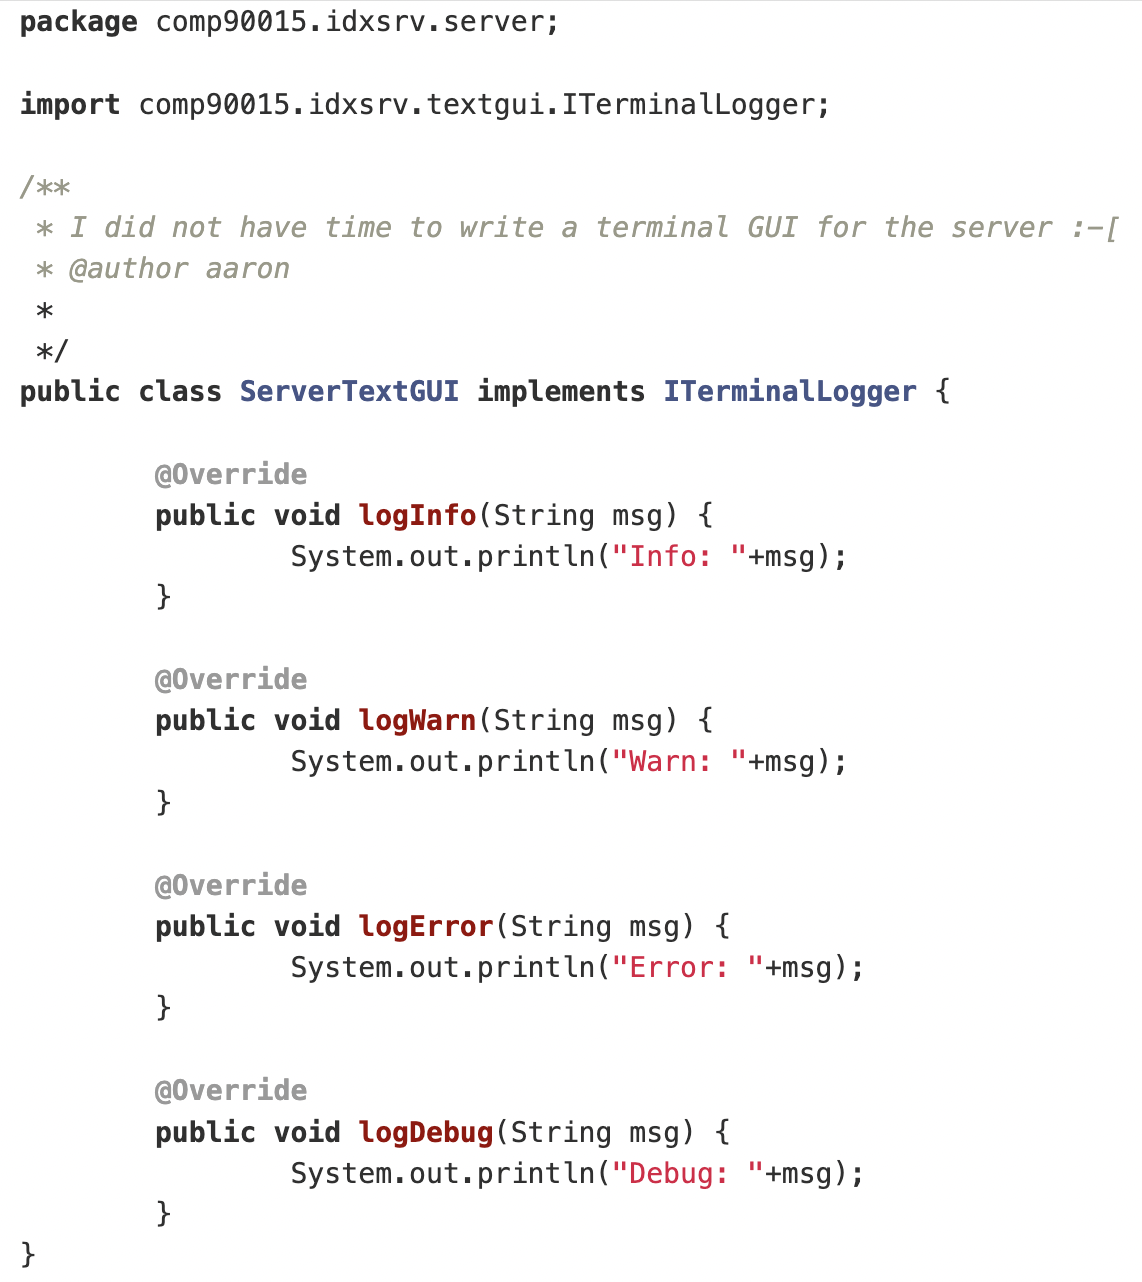 package comp90015.idxsrv.server;

import comp90015.idxsrv.textgui.ITerminalLogger;

/**
 * I did not have time to write a terminal GUI for the server :-[
 * @author aaron
 *
 */
public class ServerTextGUI implements ITerminalLogger {

        @Override
        public void logInfo(String msg) {
                System.out.println("Info: "+msg);
        }

        @Override
        public void logWarn(String msg) {
                System.out.println("Warn: "+msg);
        }

        @Override
        public void logError(String msg) {
                System.out.println("Error: "+msg);
        }

        @Override
        public void logDebug(String msg) {
                System.out.println("Debug: "+msg);
        }
}